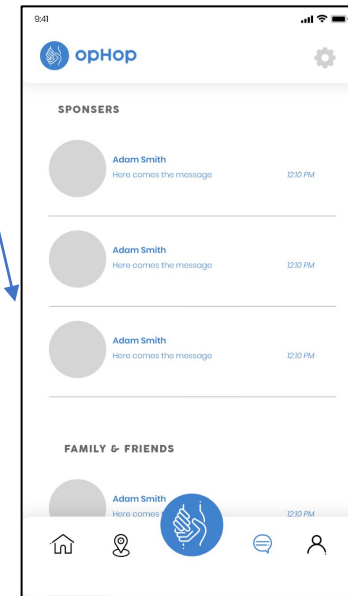 9:41
opHop
SPONSERS
Adam Smith
Here comes the message 12:10 PM
Adam Smith
Here comes the message 12:10 PM
Adam Smith
Here comes the message 12:10 PM
FAMILY & FRIENDS
Adam Smith
Here comes 12:10 PM